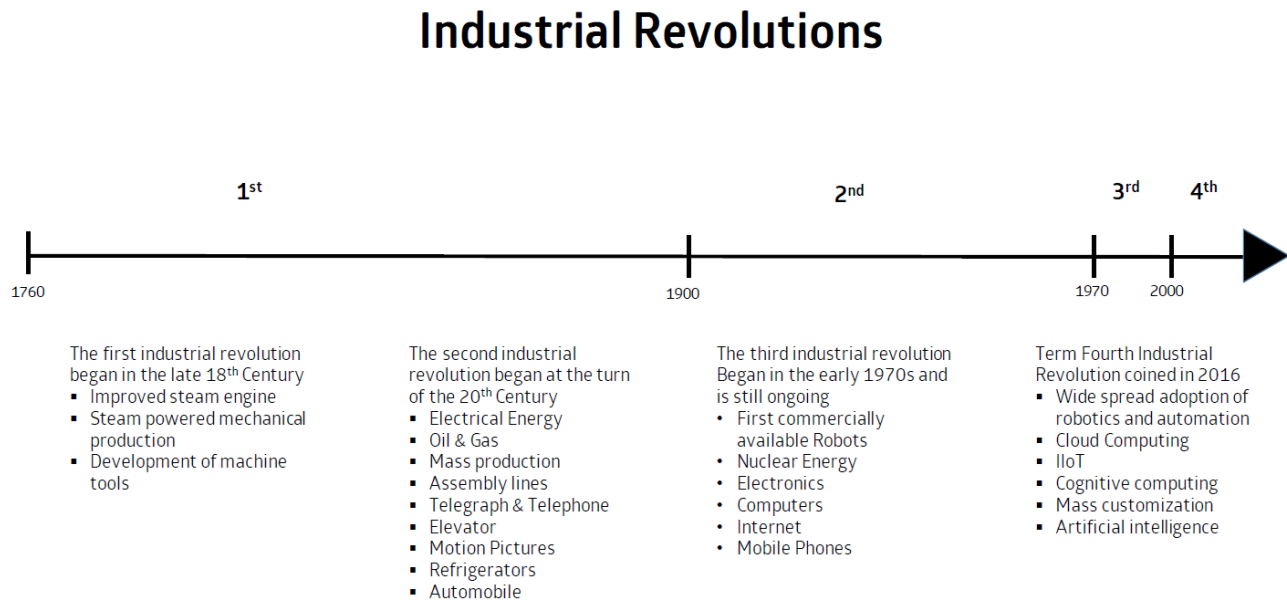 Industrial Revolutions
1st
2nd
3rd
4th
1760
1900
1970
2000
The first industrial revolution
began in the late 18th Century
▪ Improved steam engine
▪ Steam powered mechanical
production
▪ Development of machine
tools
The second industrial
revolution began at the turn
of the 20th Century
▪ Electrical Energy
▪ Oil & Gas
▪ Mass production
▪ Assembly lines
▪ Telegraph & Telephone
▪ Elevator
▪ Motion Pictures
▪ Refrigerators
▪ Automobile
The third industrial revolution
Began in the early 1970s and
is still ongoing
• First commercially
available Robots
• Nuclear Energy
• Electronics
• Computers
• Internet
• Mobile Phones
Term Fourth Industrial
Revolution coined in 2016
▪ Wide spread adoption of
robotics and automation
▪ Cloud Computing
▪ IIoT
▪ Cognitive computing
▪ Mass customization
▪ Artificial intelligence